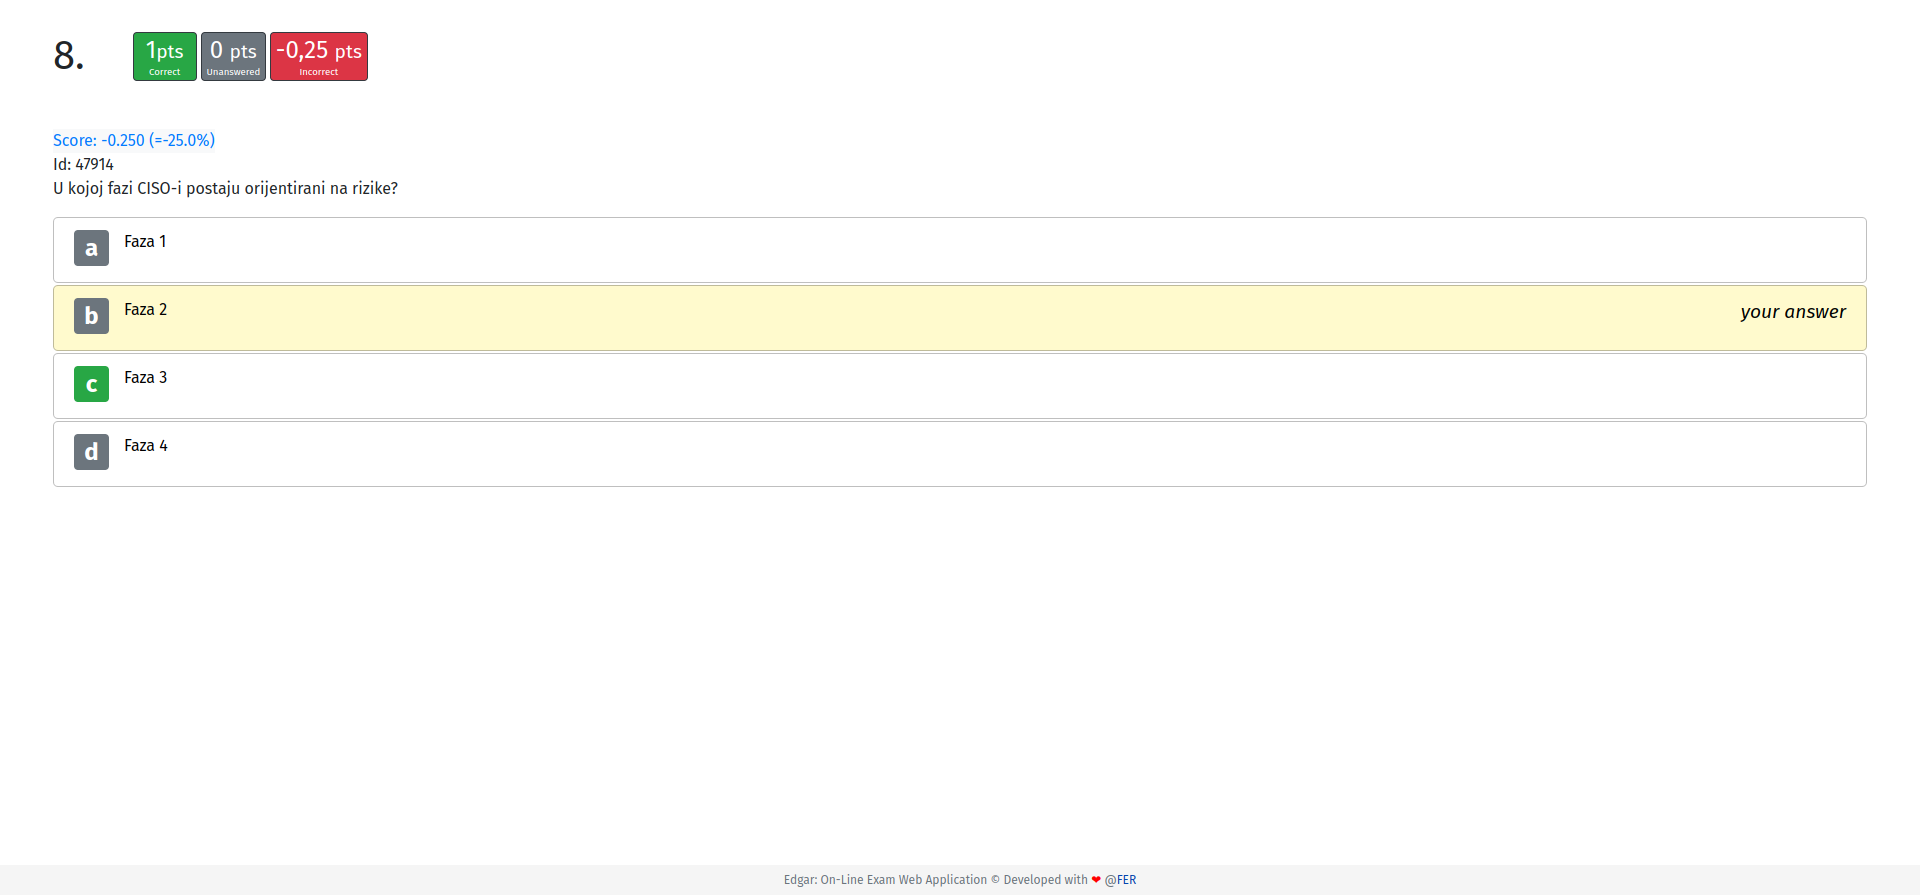 8.
1pts
Correct
0 pts
Unanswered
-0,25 pts
Incorrect
Score: -0.250 (=-25.0%)
Id: 47914
U kojoj fazi CISO-i postaju orijentirani na rizike?
a Faza 1
b Faza 2 your answer
c Faza 3
d Faza 4
Edgar: On-Line Exam Web Application © Developed with ❤ @FER